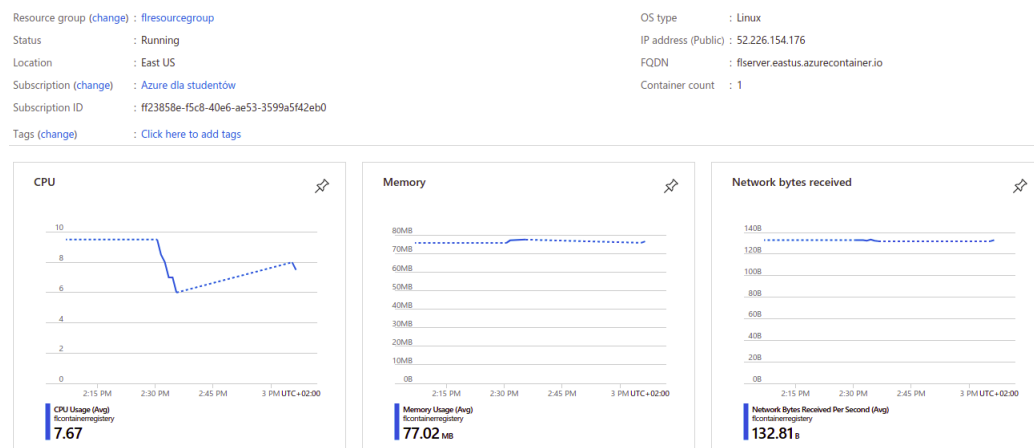 Resource group (change) : flresourcegroup
Status : Running
Location : East US
Subscription (change) : Azure dla studentów
Subscription ID : ff23858e-f5c8-40e6-ae53-3599a5f42eb0
Tags (change) : Click here to add tags
OS type : Linux
IP address (Public) : 52.226.154.176
FQDN : flserver.eastus.azurecontainer.io
Container count : 1
CPU
10
8
6
4
2
0
2:15 PM 2:30 PM 2:45 PM 3 PM UTC+02:00
CPU Usage (Avg)
flcontainerregistery
7.67
Memory
80MB
70MB
60MB
50MB
40MB
30MB
20MB
10MB
0B
2:15 PM 2:30 PM 2:45 PM 3 PM UTC+02:00
Memory Usage (Avg)
flcontainerregistery
77.02 MB
Network bytes received
140B
120B
100B
80B
60B
40B
20B
0B
2:15 PM 2:30 PM 2:45 PM 3 PM UTC+02:00
Network Bytes Received Per Second (Avg)
flcontainerregistery
132.81 B